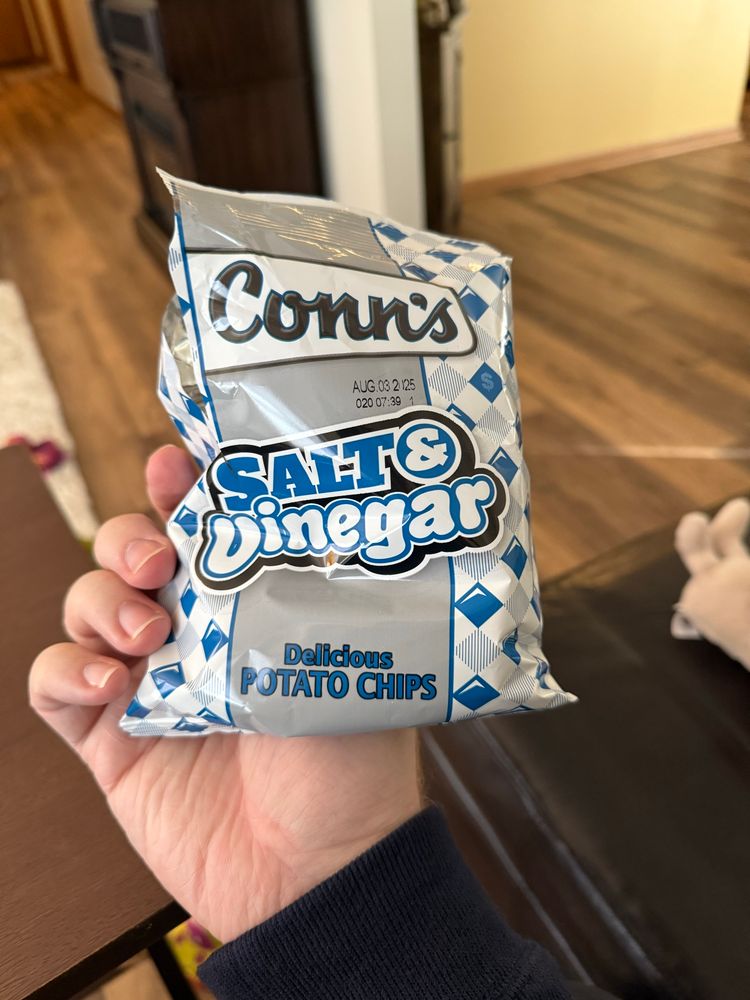 Conn's
AUG.03 2025
020 07:39 1
SALT &
Vinegar
Delicious
POTATO CHIPS